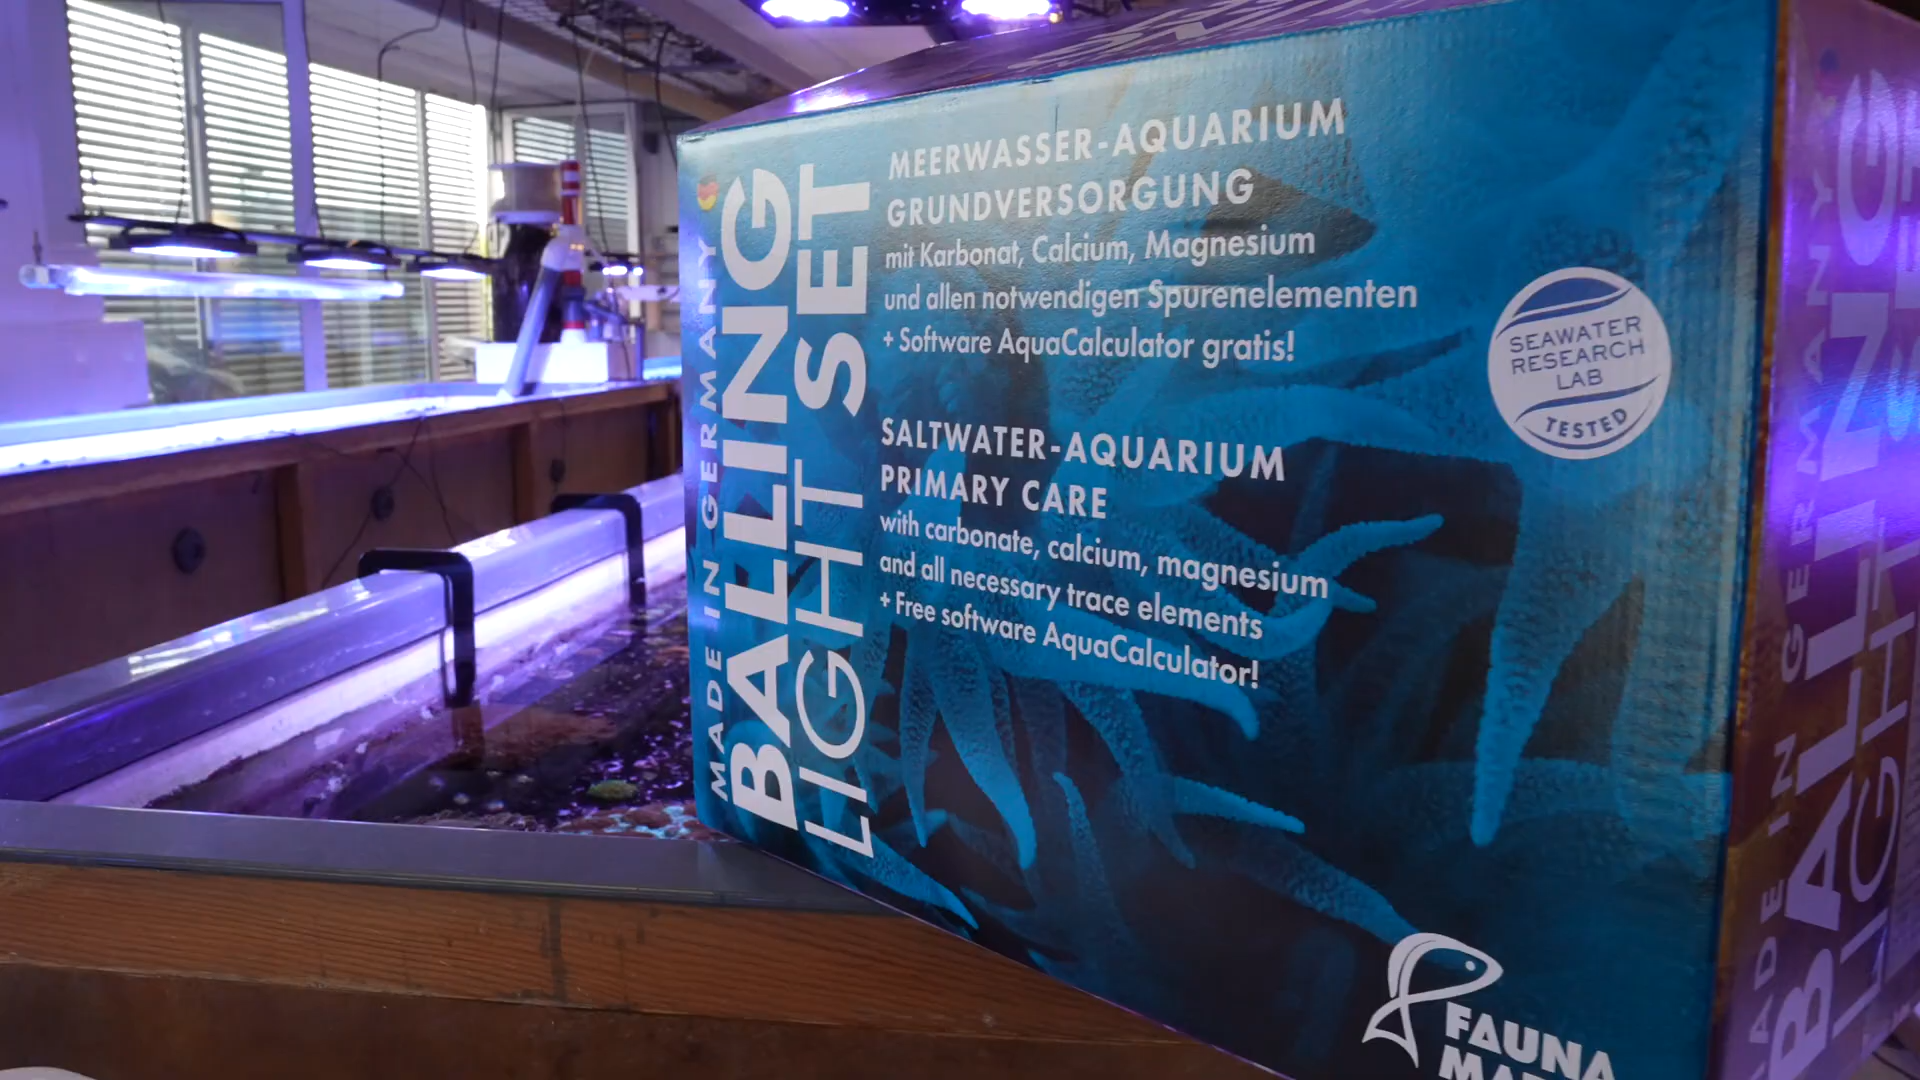 MADE IN GERMANY
BALLING
LIGHT SET
MEERWASSER-AQUARIUM
GRUNDVERSORGUNG
mit Karbonat, Calcium, Magnesium
und allen notwendigen Spurenelementen
+ Software AquaCalculator gratis!
SALTWATER-AQUARIUM
PRIMARY CARE
with carbonate, calcium, magnesium
and all necessary trace elements
+ Free software AquaCalculator!
SEAWATER
RESEARCH
LAB
TESTED
FAUNA
MADE IN GERMANY
BALLING
LIGHT